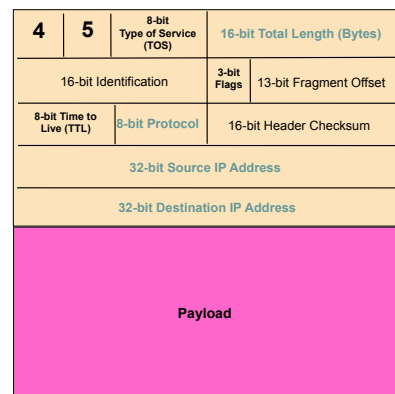 4
5
8-bit
Type of Service
(TOS)
16-bit Total Length (Bytes)
16-bit Identification
3-bit
Flags
13-bit Fragment Offset
8-bit Time to
Live (TTL)
8-bit Protocol
16-bit Header Checksum
32-bit Source IP Address
32-bit Destination IP Address
Payload